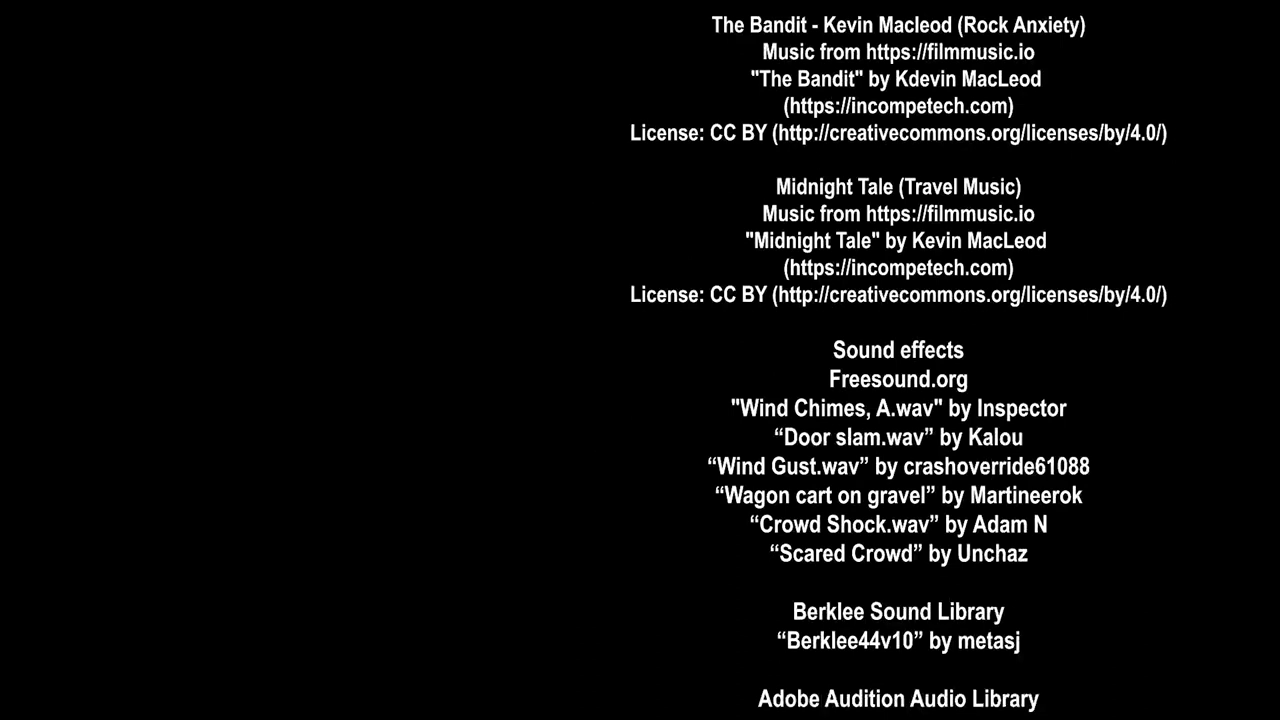 The Bandit - Kevin Macleod (Rock Anxiety)
Music from https://filmmusic.io
"The Bandit" by Kdevin MacLeod
(https://incompetech.com)
License: CC BY (http://creativecommons.org/licenses/by/4.0/)
Midnight Tale (Travel Music)
Music from https://filmmusic.io
"Midnight Tale" by Kevin MacLeod
(https://incompetech.com)
License: CC BY (http://creativecommons.org/licenses/by/4.0/)
Sound effects
Freesound.org
"Wind Chimes, A.wav" by Inspector
“Door slam.wav” by Kalou
“Wind Gust.wav” by crashoverride61088
“Wagon cart on gravel” by Martineerok
“Crowd Shock.wav” by Adam N
“Scared Crowd” by Unchaz
Berklee Sound Library
“Berklee44v10” by metasj
Adobe Audition Audio Library